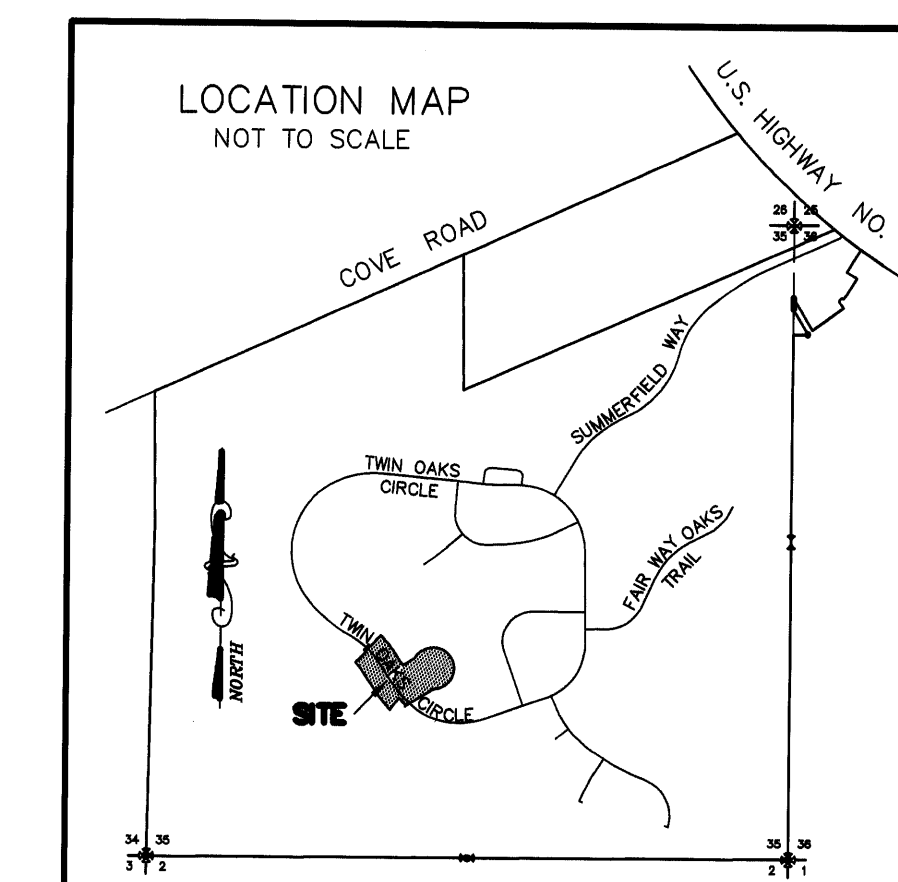 LOCATION MAP
NOT TO SCALE
U.S. HIGHWAY NO.
COVE ROAD
26 25
35 36
SUMMERFIELD WAY
TWIN OAKS
CIRCLE
FAIR WAY OAKS
TRAIL
TWIN OAKS CIRCLE
NORTH
SITE
34 35
3 2
35 36
2 1